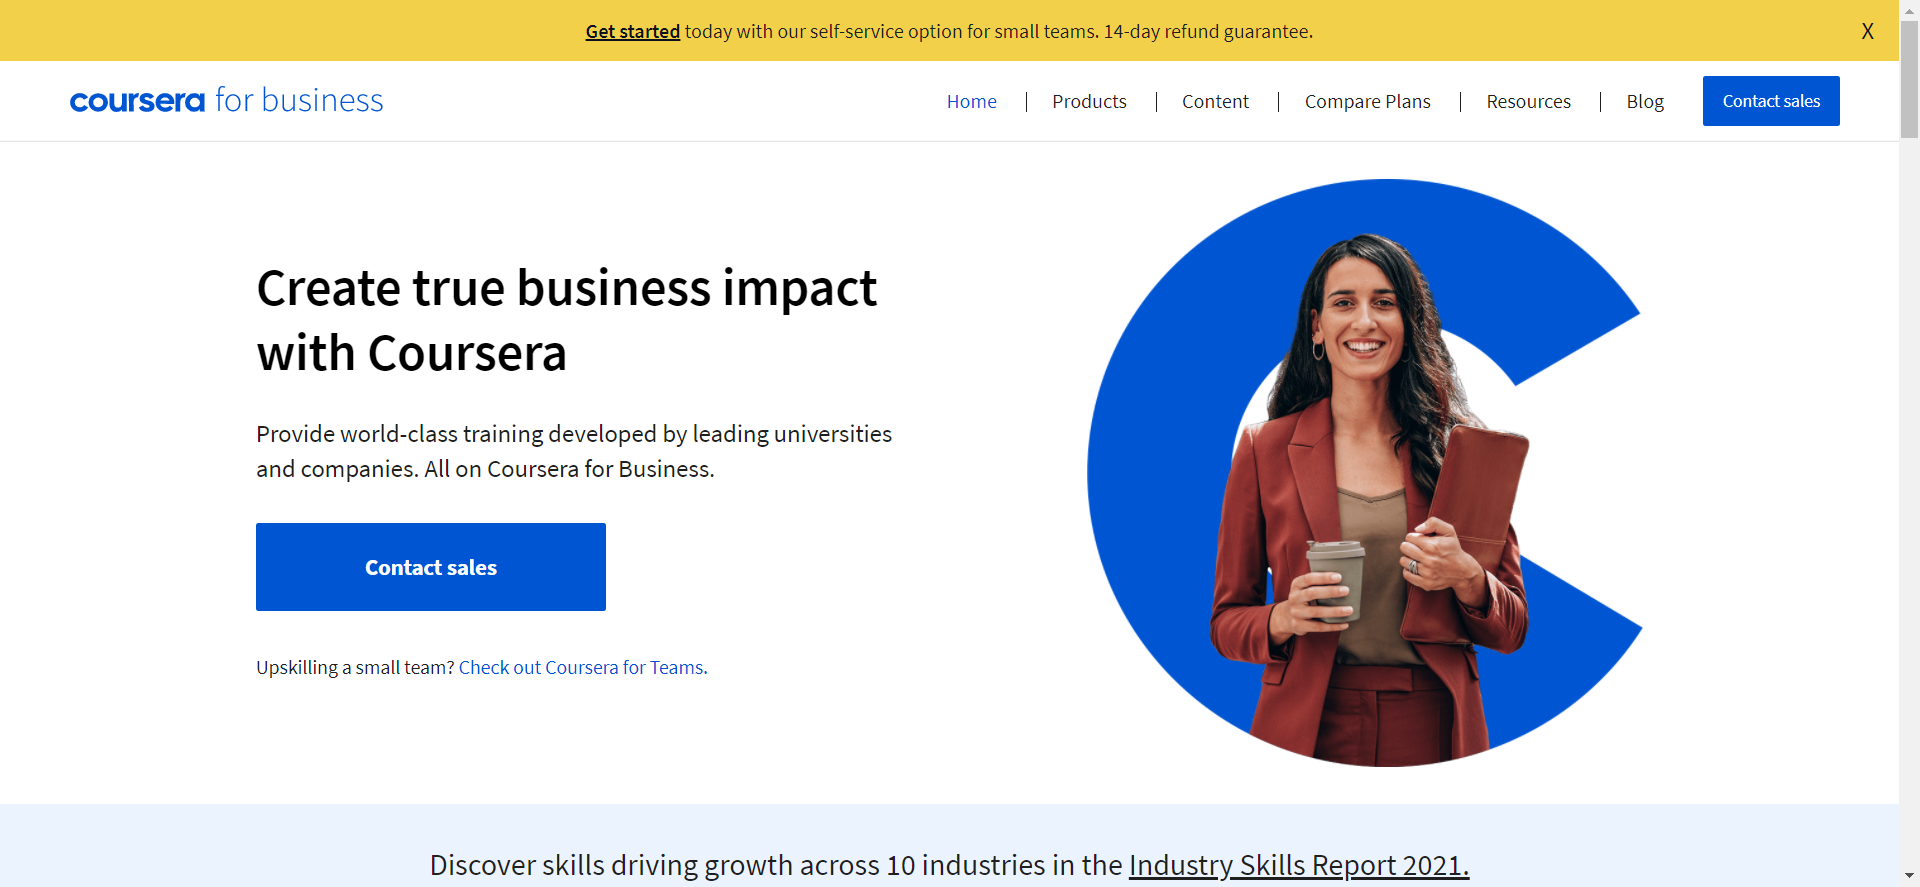 Get started today with our self-service option for small teams. 14-day refund guarantee.
X
coursera for business
Home
Products
Content
Compare Plans
Resources
Blog
Contact sales
Create true business impact
with Coursera
Provide world-class training developed by leading universities
and companies. All on Coursera for Business.
Contact sales
Upskilling a small team? Check out Coursera for Teams.
Discover skills driving growth across 10 industries in the Industry Skills Report 2021.